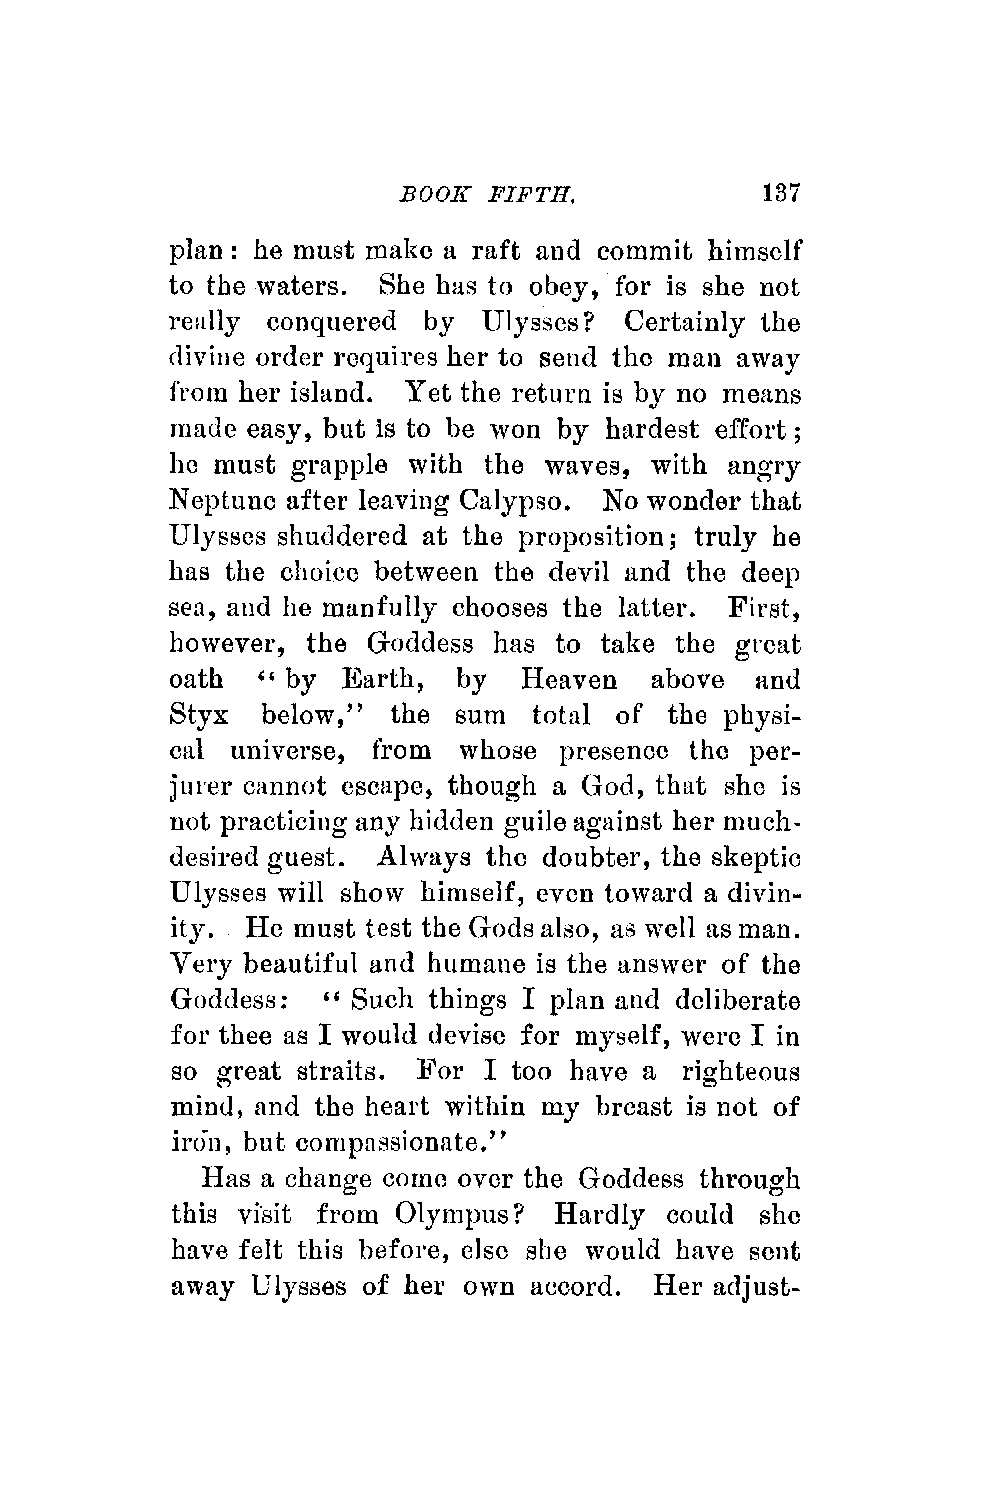 BOOK FIFTH. 137
plan: he must make a raft and commit himself
to the waters. She has to obey, for is she not
really conquered by Ulysses? Certainly the
divine order requires her to send the man away
from her island. Yet the return is by no means
made easy, but is to be won by hardest effort;
he must grapple with the waves, with angry
Neptune after leaving Calypso. No wonder that
Ulysses shuddered at the proposition; truly he
has the choice between the devil and the deep
sea, and he manfully chooses the latter. First,
however, the Goddess has to take the great
oath "by Earth, by Heaven above and
Styx below," the sum total of the physi-
cal universe, from whose presence the per-
jurer cannot escape, though a God, that she is
not practicing any hidden guile against her much-
desired guest. Always the doubter, the skeptic
Ulysses will show himself, even toward a divin-
ity. He must test the Gods also, as well as man.
Very beautiful and humane is the answer of the
Goddess: "Such things I plan and deliberate
for thee as I would devise for myself, were I in
so great straits. For I too have a righteous
mind, and the heart within my breast is not of
iron, but compassionate."
Has a change come over the Goddess through
this visit from Olympus? Hardly could she
have felt this before, else she would have sent
away Ulysses of her own accord. Her adjust-